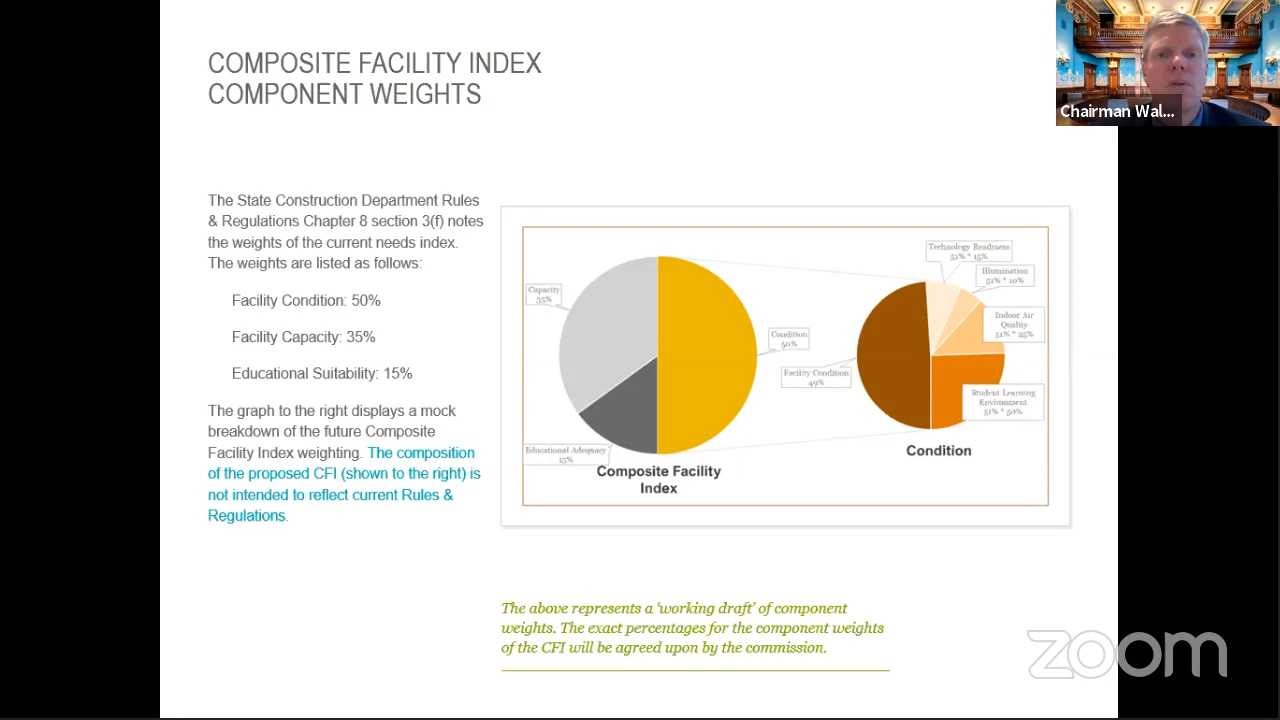 COMPOSITE FACILITY INDEX
COMPONENT WEIGHTS
Chairman Wal...
The State Construction Department Rules
& Regulations Chapter 8 section 3(f) notes
the weights of the current needs index.
The weights are listed as follows:
Facility Condition: 50%
Facility Capacity: 35%
Educational Suitability: 15%
The graph to the right displays a mock
breakdown of the future Composite
Facility Index weighting. The composition
of the proposed CFI (shown to the right) is
not intended to reflect current Rules &
Regulations.
Capacity
35%
Condition
50%
Educational Adequacy
15%
Composite Facility
Index
Technology Readiness
51% * 15%
Illumination
51% * 10%
Indoor Air
Quality
51% * 25%
Facility Condition
49%
Student Learning
Environment
51% * 50%
Condition
The above represents a 'working draft' of component
weights. The exact percentages for the component weights
of the CFI will be agreed upon by the commission.
zoom